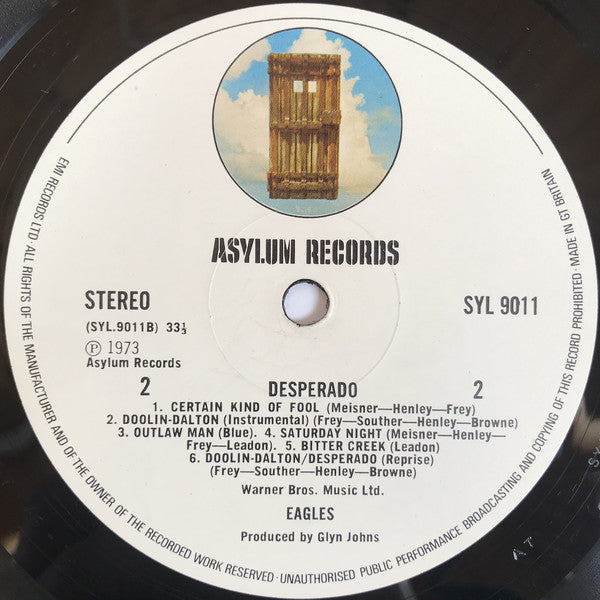 ASYLUM RECORDS
STEREO
SYL 9011
(SYL.9011B) 33⅓
Ⓟ 1973
Asylum Records
2 DESPERADO 2
1. CERTAIN KIND OF FOOL (Meisner—Henley—Frey)
2. DOOLIN-DALTON (Instrumental) (Frey—Souther—Henley—Browne)
3. OUTLAW MAN (Blue). 4. SATURDAY NIGHT (Meisner—Henley—
Frey—Leadon). 5. BITTER CREEK (Leadon)
6. DOOLIN-DALTON/DESPERADO (Reprise)
(Frey—Souther—Henley—Browne)
Warner Bros. Music Ltd.
EAGLES
Produced by Glyn Johns
EMI RECORDS LTD · ALL RIGHTS OF THE MANUFACTURER AND OF THE OWNER OF THE RECORDED WORK RESERVED · UNAUTHORISED PUBLIC PERFORMANCE BROADCASTING AND COPYING OF THIS RECORD PROHIBITED · MADE IN GT BRITAIN
A T